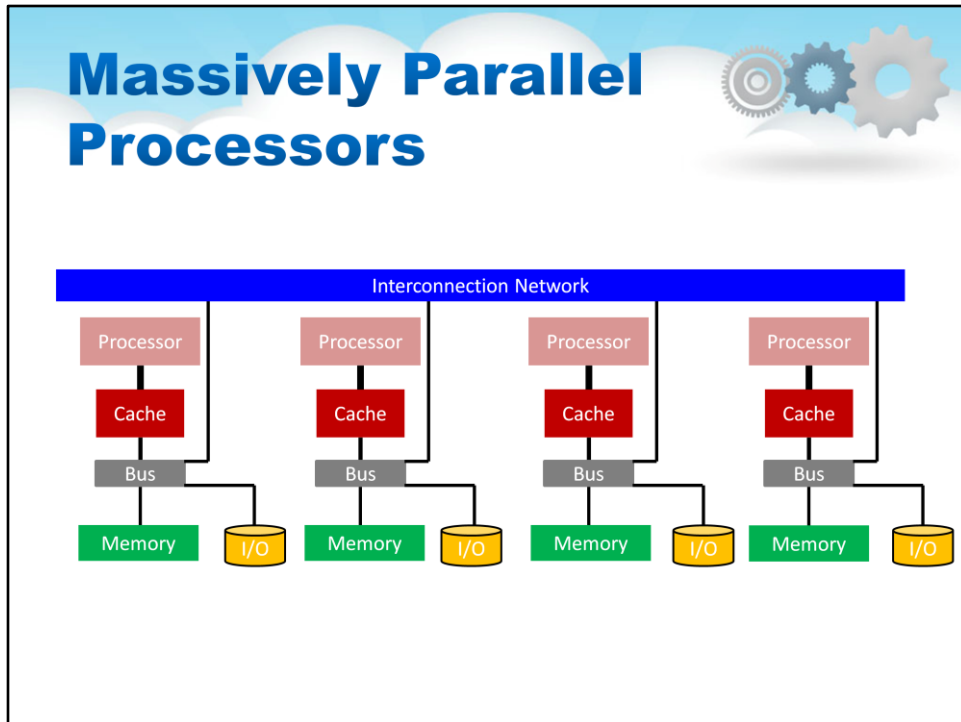 Massively Parallel
Processors
Interconnection Network
Processor Processor Processor Processor
Cache Cache Cache Cache
Bus Bus Bus Bus
Memory I/O Memory I/O Memory I/O Memory I/O